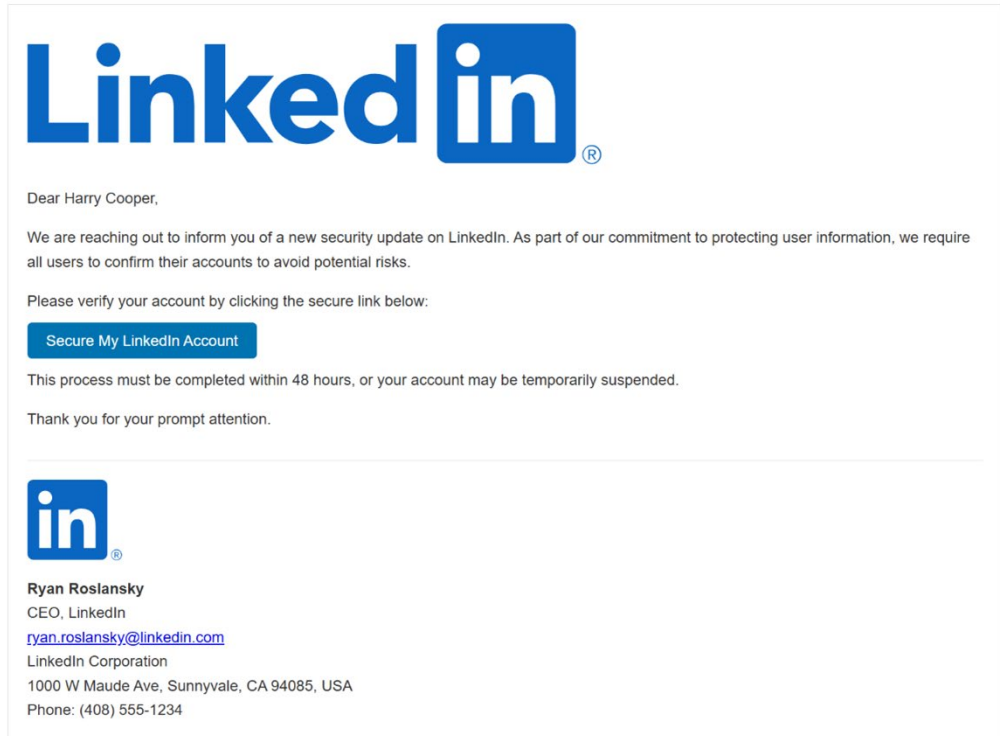 Linked in ®
Dear Harry Cooper,
We are reaching out to inform you of a new security update on LinkedIn. As part of our commitment to protecting user information, we require
all users to confirm their accounts to avoid potential risks.
Please verify your account by clicking the secure link below:
Secure My LinkedIn Account
This process must be completed within 48 hours, or your account may be temporarily suspended.
Thank you for your prompt attention.
in ®
Ryan Roslansky
CEO, LinkedIn
ryan.roslansky@linkedin.com
LinkedIn Corporation
1000 W Maude Ave, Sunnyvale, CA 94085, USA
Phone: (408) 555-1234